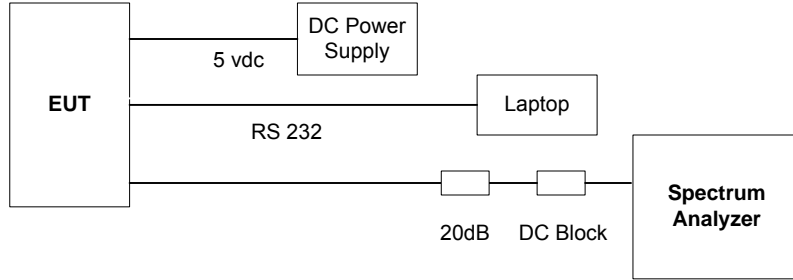 DC Power
Supply
5 vdc
EUT
Laptop
RS 232
Spectrum
Analyzer
20dB
DC Block